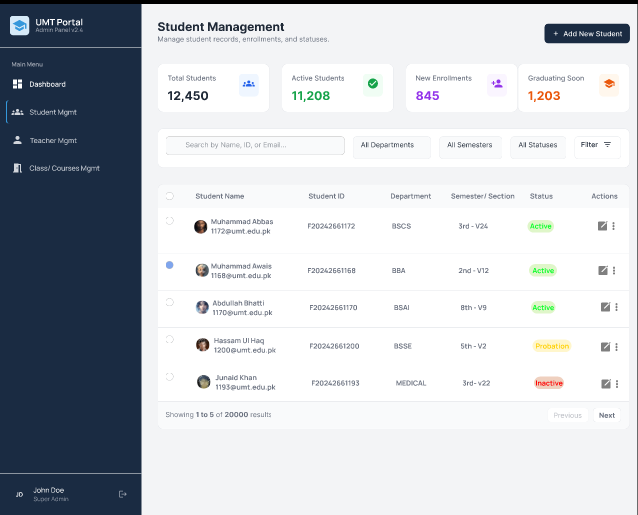 UMT Portal
Admin Panel v2.4
Main Menu
Dashboard
Student Mgmt
Teacher Mgmt
Class/ Courses Mgmt
JD
John Doe
Super Admin
Student Management
Manage student records, enrollments, and statuses.
+ Add New Student
Total Students
12,450
Active Students
11,208
New Enrollments
845
Graduating Soon
1,203
Search by Name, ID, or Email...
All Departments
All Semesters
All Statuses
Filter
Student Name Student ID Department Semester/ Section Status Actions
Muhammad Abbas
1172@umt.edu.pk
F20242661172 BSCS 3rd - V24 Active
Muhammad Awais
1168@umt.edu.pk
F20242661168 BBA 2nd - V12 Active
Abdullah Bhatti
1170@umt.edu.pk
F20242661170 BSAI 8th - V9 Active
Hassam Ul Haq
1200@umt.edu.pk
F20242661200 BSSE 5th - V2 Probation
Junaid Khan
1193@umt.edu.pk
F20242661193 MEDICAL 3rd- v22 Inactive
Showing 1 to 5 of 20000 results
Previous
Next